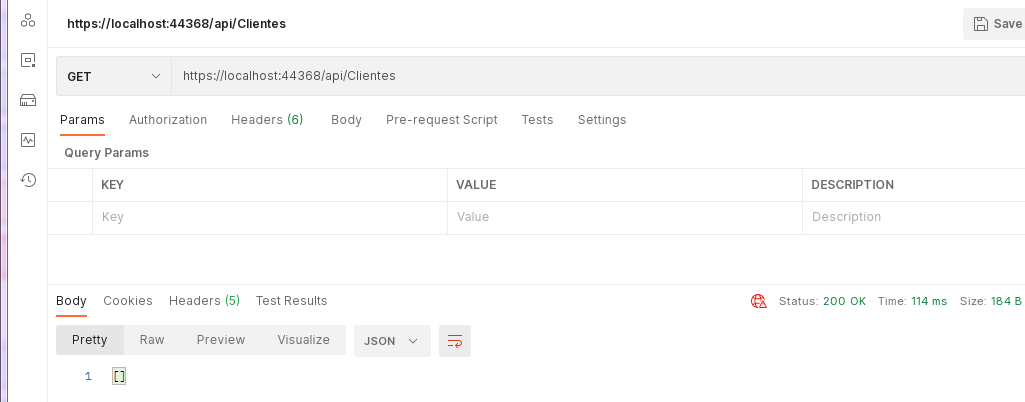 https://localhost:44368/api/Clientes
Save
GET https://localhost:44368/api/Clientes
Params Authorization Headers (6) Body Pre-request Script Tests Settings
Query Params
KEY VALUE DESCRIPTION
Key Value Description
Body Cookies Headers (5) Test Results Status: 200 OK Time: 114 ms Size: 184 B
Pretty Raw Preview Visualize JSON
1 []